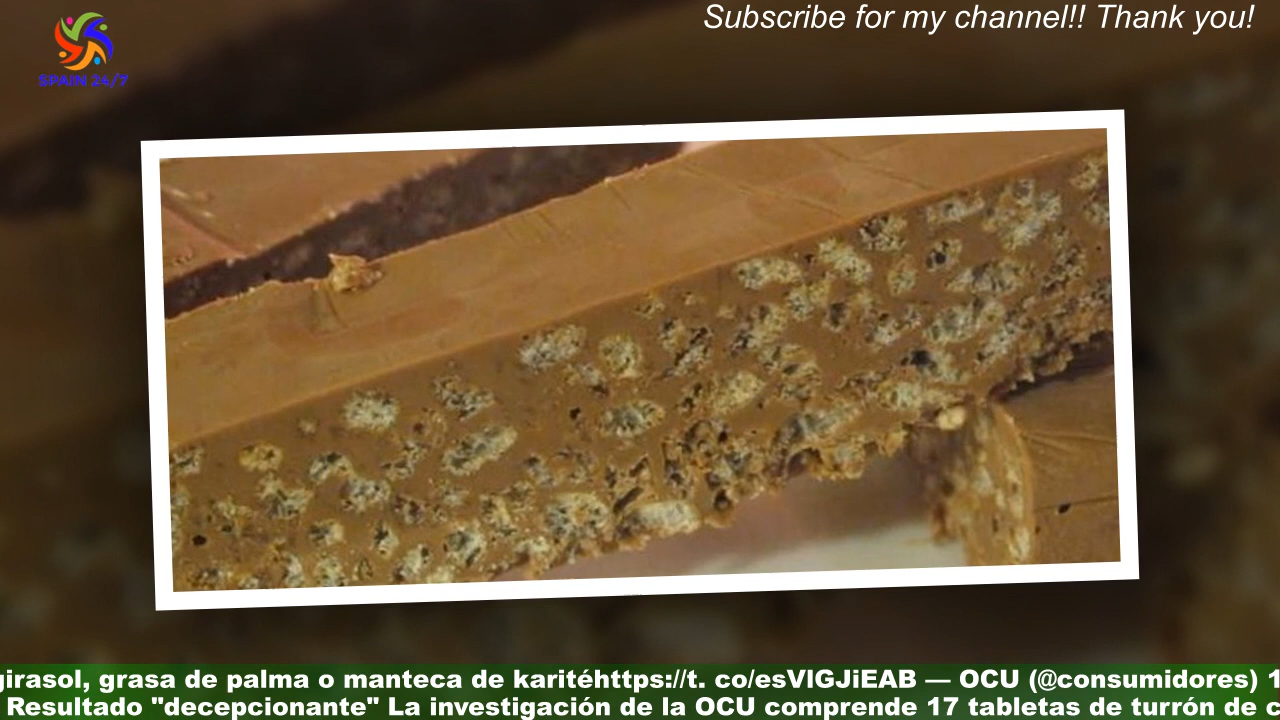 Subscribe for my channel!! Thank you!
SPAIN 24/7
girasol, grasa de palma o manteca de karitéhttps://t. co/esVlGJiEAB — OCU (@consumidores) 1
Resultado "decepcionante" La investigación de la OCU comprende 17 tabletas de turrón de c